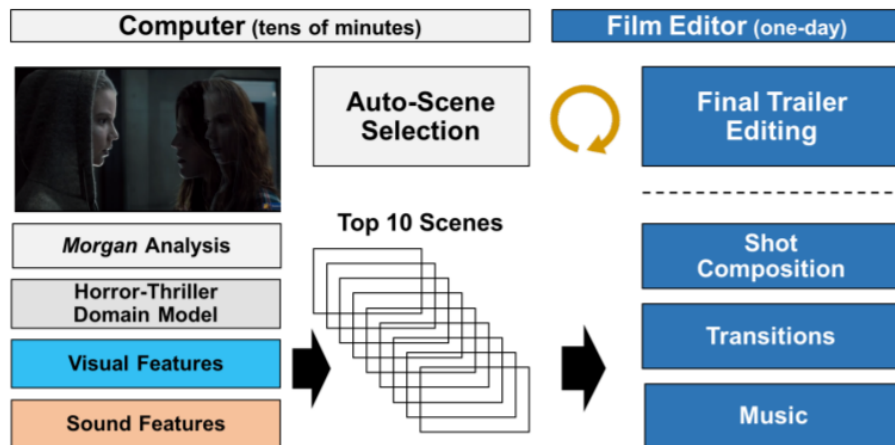 Computer (tens of minutes)
Film Editor (one-day)
Auto-Scene
Selection
Final Trailer
Editing
Morgan Analysis
Horror-Thriller
Domain Model
Visual Features
Sound Features
Top 10 Scenes
Shot
Composition
Transitions
Music